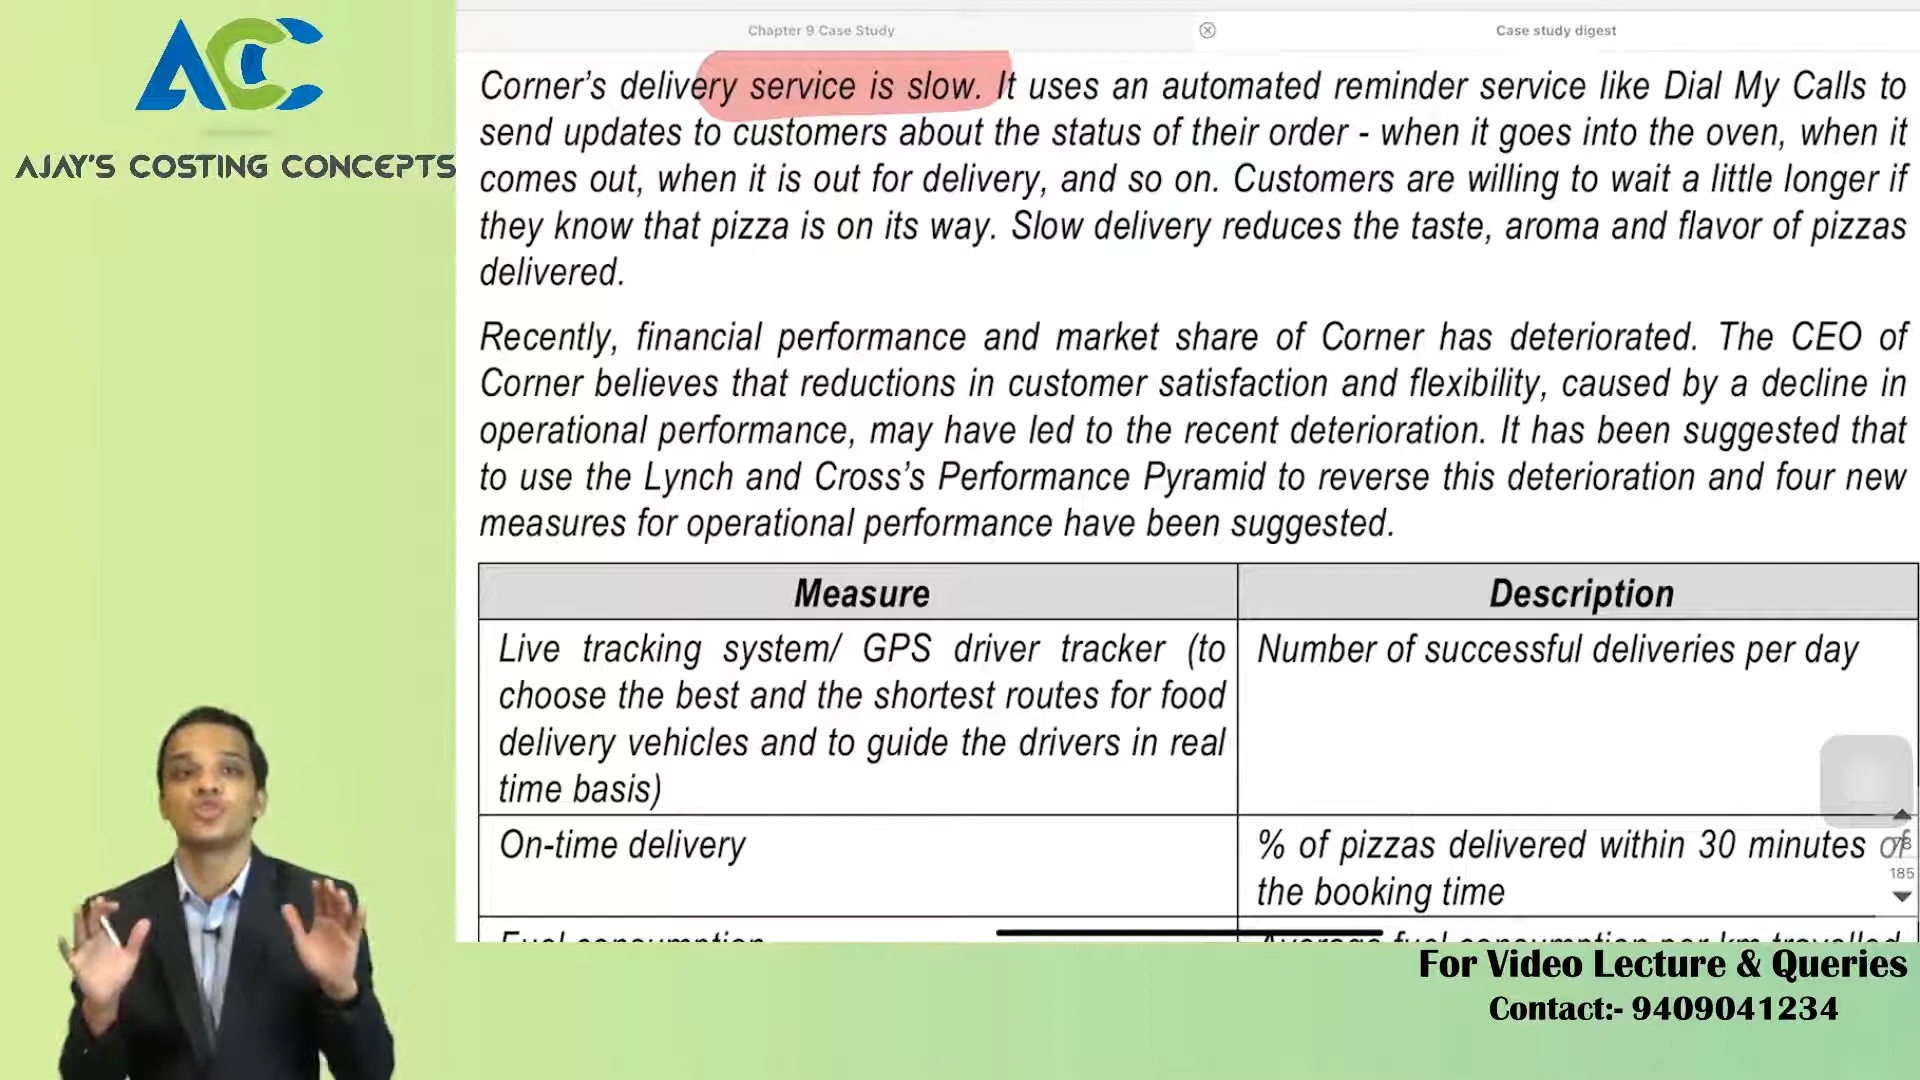 ACC
AJAY'S COSTING CONCEPTS
Chapter 9 Case Study
Case study digest
Corner's delivery service is slow. It uses an automated reminder service like Dial My Calls to
send updates to customers about the status of their order - when it goes into the oven, when it
comes out, when it is out for delivery, and so on. Customers are willing to wait a little longer if
they know that pizza is on its way. Slow delivery reduces the taste, aroma and flavor of pizzas
delivered.
Recently, financial performance and market share of Corner has deteriorated. The CEO of
Corner believes that reductions in customer satisfaction and flexibility, caused by a decline in
operational performance, may have led to the recent deterioration. It has been suggested that
to use the Lynch and Cross's Performance Pyramid to reverse this deterioration and four new
measures for operational performance have been suggested.
Measure
Description
Live tracking system/ GPS driver tracker (to
choose the best and the shortest routes for food
delivery vehicles and to guide the drivers in real
time basis)
Number of successful deliveries per day
On-time delivery
% of pizzas delivered within 30 minutes of
the booking time
78
185
Fuel consumption
Average fuel consumption per km travelled
For Video Lecture & Queries
Contact:- 9409041234